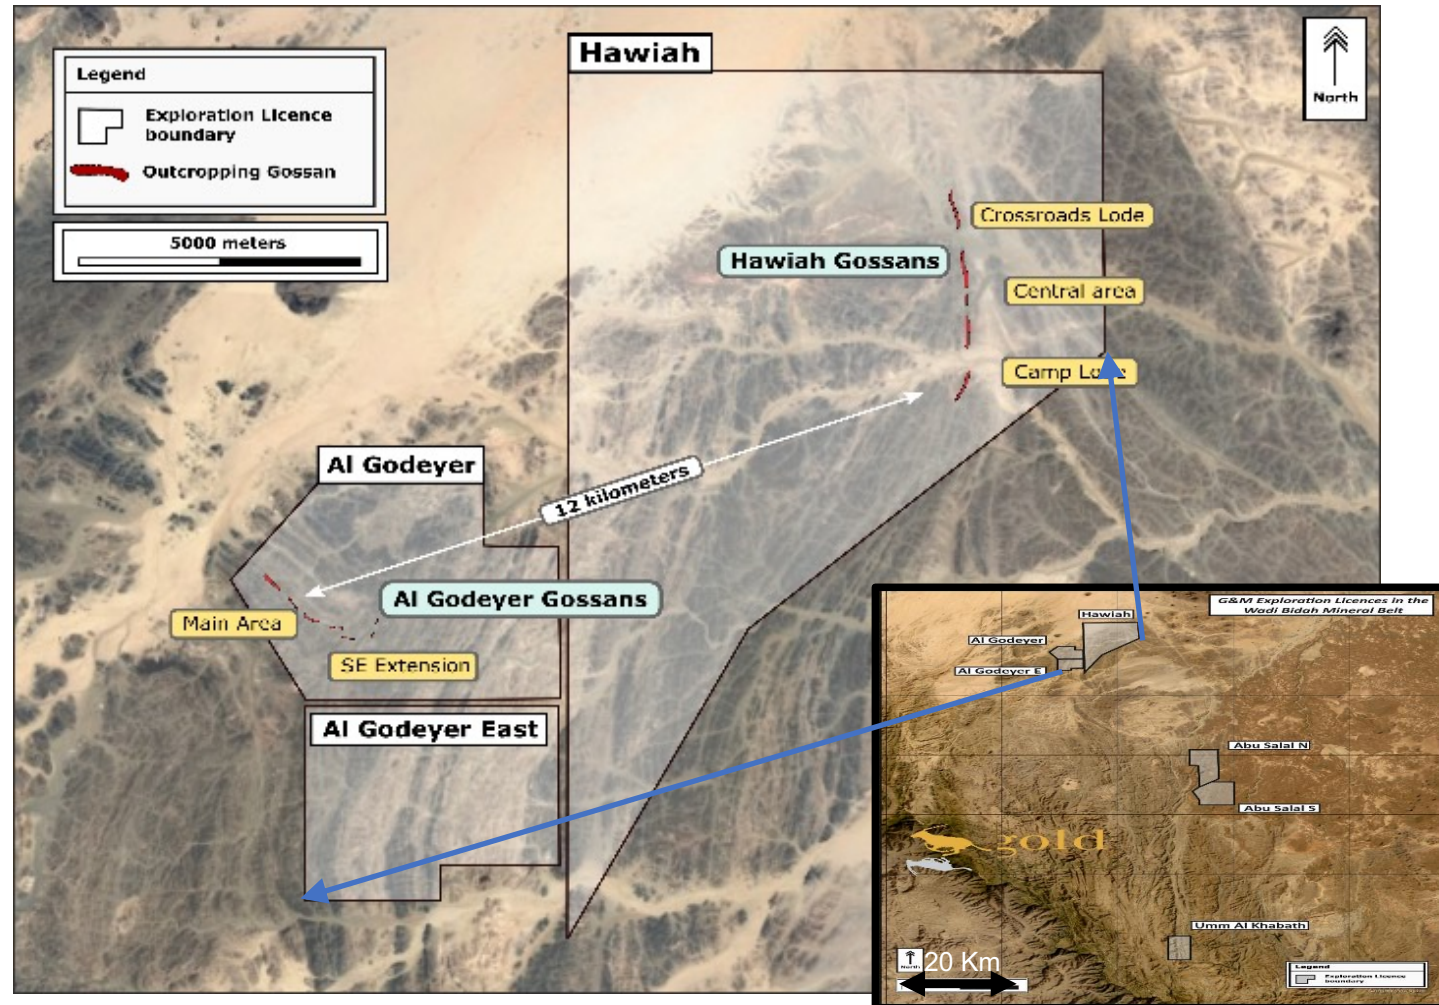 Hawiah
Legend
Exploration Licence
boundary
Outcropping Gossan
5000 meters
North
Crossroads Lode
Hawiah Gossans
Central area
Camp
Al Godeyer
12 kilometers
Al Godeyer Gossans
Main Area
SE Extension
Al Godeyer East
G&M Exploration Licences in the
Wadi Bidah Mineral Belt
Hawiah
Al Godeyer
Al Godeyer E
Abu Salal N
Abu Salal S
gold
Umm Al Khabath
North
20 Km
Legend
Exploration Licence
boundary